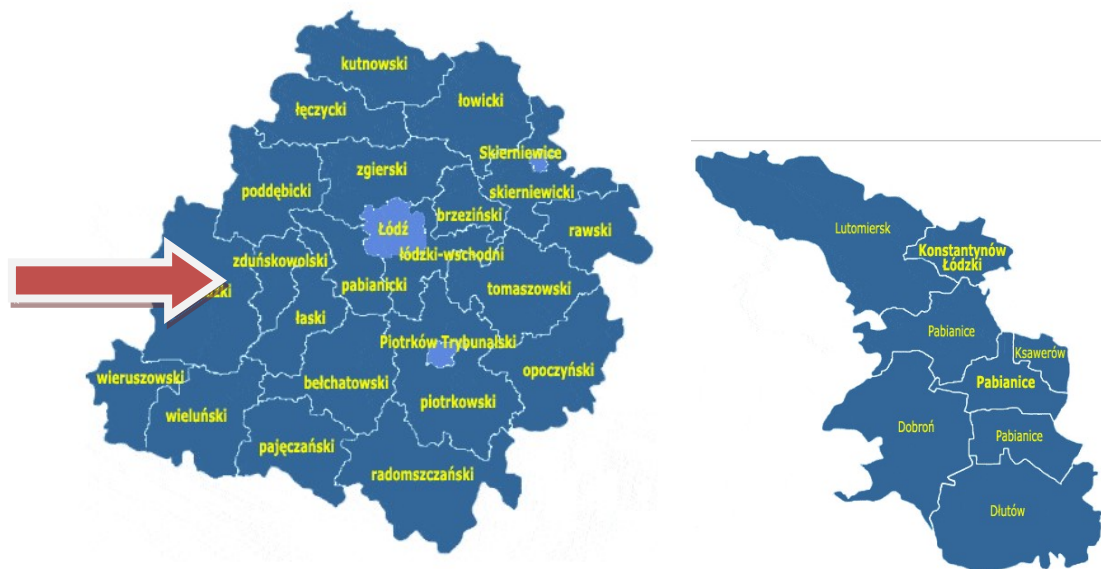 kutnowski
łęczycki
łowicki
Skierniewice
zgierski
poddębicki
skierniewicki
brzeziński
Łódź
rawski
łódzki-wschodni
zduńskowolski
pabianicki
tomaszowski
łaski
Piotrków Trybunalski
opoczyński
wieruszowski
bełchatowski
piotrkowski
wieluński
pajęczański
radomszczański
Lutomiersk
Konstantynów
Łódzki
Pabianice
Ksawerów
Pabianice
Dobroń
Pabianice
Dłutów